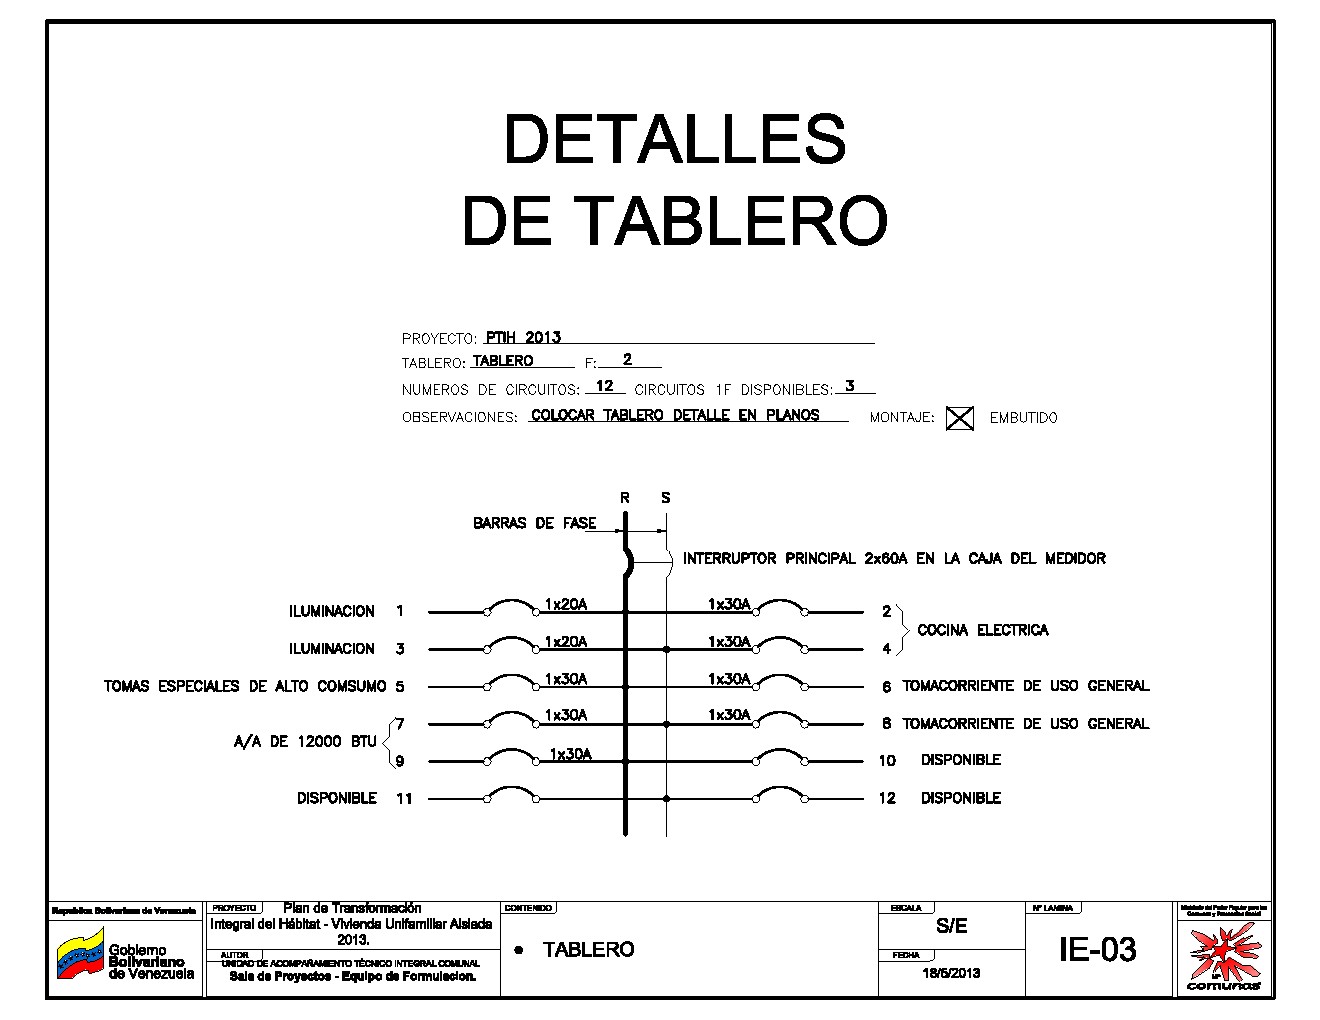 DETALLES
DE TABLERO
PROYECTO: PTIH 2013
TABLERO: TABLERO F: 2
NUMEROS DE CIRCUITOS: 12 CIRCUITOS 1F DISPONIBLES: 3
OBSERVACIONES: COLOCAR TABLERO DETALLE EN PLANOS MONTAJE: EMBUTIDO
R S
BARRAS DE FASE
INTERRUPTOR PRINCIPAL 2x60A EN LA CAJA DEL MEDIDOR
ILUMINACION 1 1x20A 1x30A 2
COCINA ELECTRICA
ILUMINACION 3 1x20A 1x30A 4
TOMAS ESPECIALES DE ALTO COMSUMO 5 1x30A 1x30A 6 TOMACORRIENTE DE USO GENERAL
7 1x30A 1x30A 8 TOMACORRIENTE DE USO GENERAL
A/A DE 12000 BTU
9 1x30A 10 DISPONIBLE
DISPONIBLE 11 12 DISPONIBLE
Republica Bolivariana de Venezuela
Gobierno
Bolivariano
de Venezuela
PROYECTO Plan de Transformación
Integral del Hábitat - Vivienda Unifamiliar Aislada
2013.
AUTOR
UNIDAD DE ACOMPAÑAMIENTO TÉCNICO INTEGRAL COMUNAL
Sala de Proyectos - Equipo de Formulacion.
CONTENIDO
• TABLERO
ESCALA
S/E
FECHA
18/6/2013
Nº LAMINA
IE-03
Ministerio del Poder Popular para las
Comunas y Protección Social
comunas